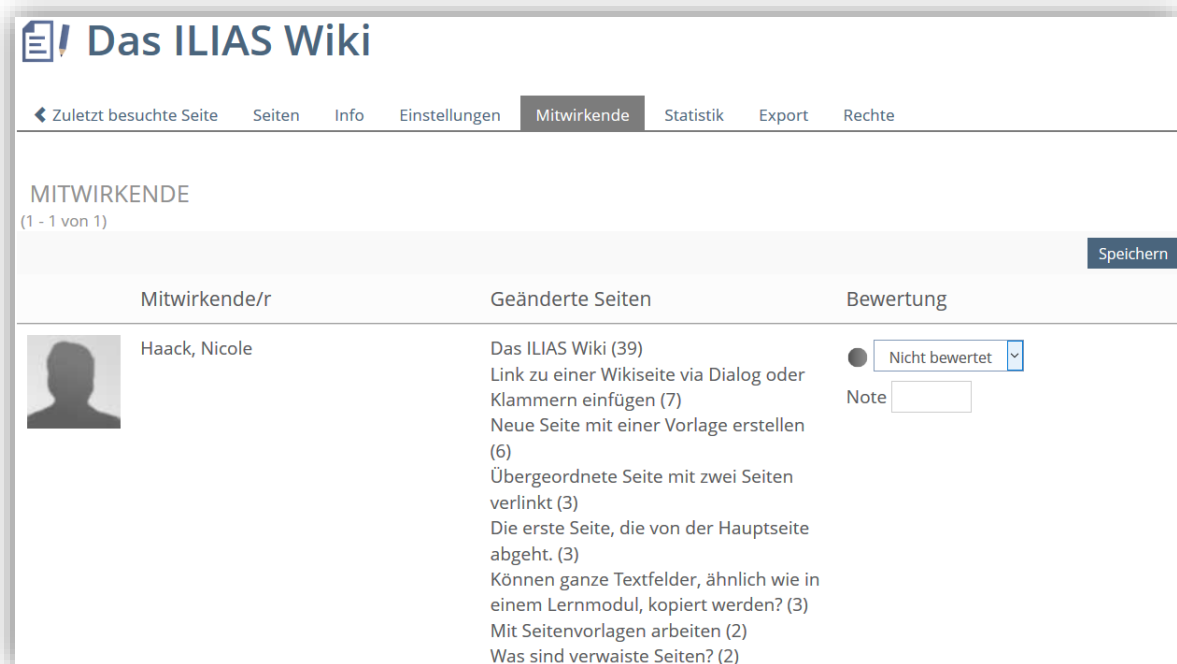 Das ILIAS Wiki
Zuletzt besuchte Seite Seiten Info Einstellungen Mitwirkende Statistik Export Rechte
MITWIRKENDE
(1 - 1 von 1)
Speichern
Mitwirkende/r Geänderte Seiten Bewertung
Haack, Nicole Das ILIAS Wiki (39) Nicht bewertet
Link zu einer Wikiseite via Dialog oder
Klammern einfügen (7) Note
Neue Seite mit einer Vorlage erstellen
(6)
Übergeordnete Seite mit zwei Seiten
verlinkt (3)
Die erste Seite, die von der Hauptseite
abgeht. (3)
Können ganze Textfelder, ähnlich wie in
einem Lernmodul, kopiert werden? (3)
Mit Seitenvorlagen arbeiten (2)
Was sind verwaiste Seiten? (2)